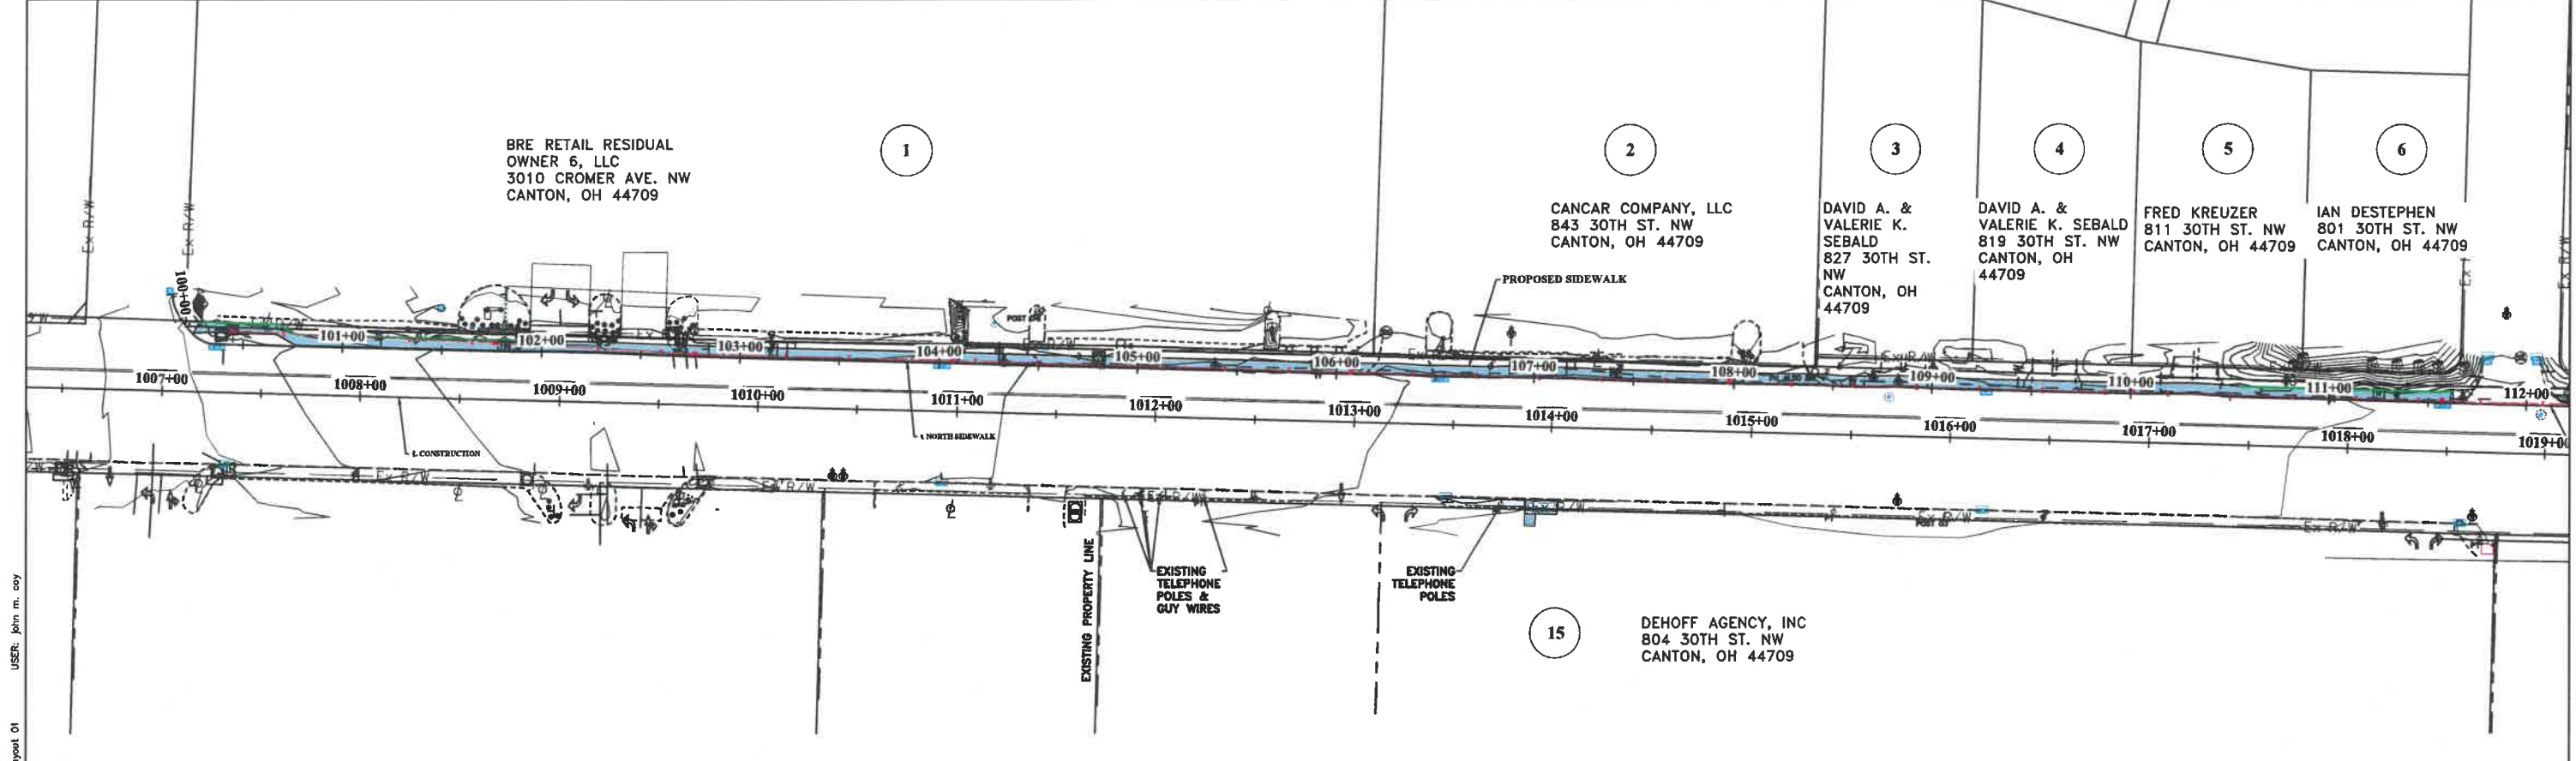 BRE RETAIL RESIDUAL
OWNER 6, LLC
3010 CROMER AVE. NW
CANTON, OH 44709
1
2
CANCAR COMPANY, LLC
843 30TH ST. NW
CANTON, OH 44709
3
DAVID A. &
VALERIE K.
SEBALD
827 30TH ST.
NW
CANTON, OH
44709
4
DAVID A. &
VALERIE K. SEBALD
819 30TH ST. NW
CANTON, OH
44709
5
FRED KREUZER
811 30TH ST. NW
CANTON, OH 44709
6
IAN DESTEPHEN
801 30TH ST. NW
CANTON, OH 44709
Ex R/W
Ex R/W
PROPOSED SIDEWALK
100+00
101+00
102+00
103+00
104+00
105+00
106+00
107+00
108+00
109+00
110+00
111+00
112+00
1007+00
1008+00
1009+00
1010+00
1011+00
1012+00
1013+00
1014+00
1015+00
1016+00
1017+00
1018+00
1019+00
℄ CONSTRUCTION
NORTH SIDEWALK
Ex R/W
Ex R/W
Ex R/W
EXISTING PROPERTY LINE
EXISTING
TELEPHONE
POLES &
GUY WIRES
EXISTING
TELEPHONE
POLES
15
DEHOFF AGENCY, INC
804 30TH ST. NW
CANTON, OH 44709
USER: john m. coy